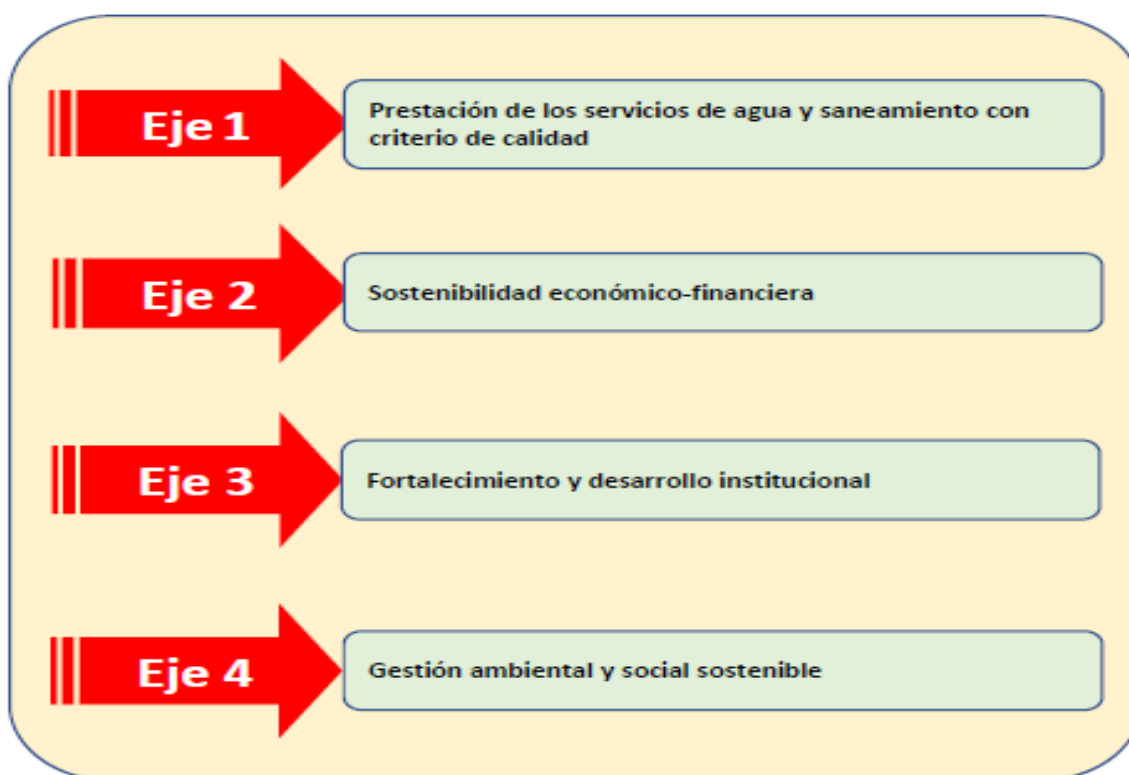 Eje 1
Prestación de los servicios de agua y saneamiento con
criterio de calidad
Eje 2
Sostenibilidad económico-financiera
Eje 3
Fortalecimiento y desarrollo institucional
Eje 4
Gestión ambiental y social sostenible